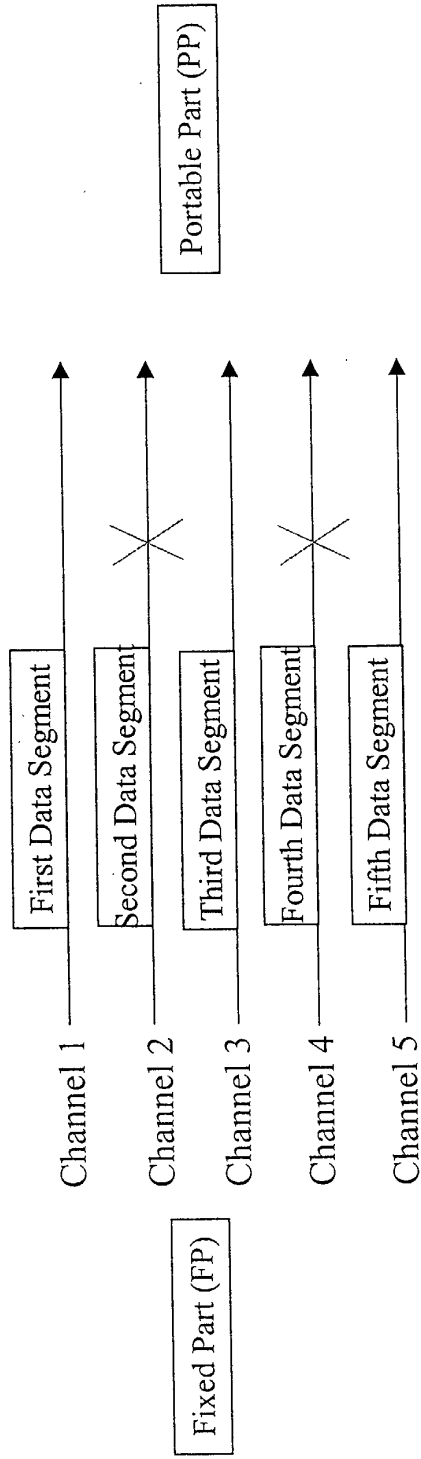 Fixed Part (FP)
Channel 1
First Data Segment
Channel 2
Second Data Segment
Channel 3
Third Data Segment
Channel 4
Fourth Data Segment
Channel 5
Fifth Data Segment
Portable Part (PP)